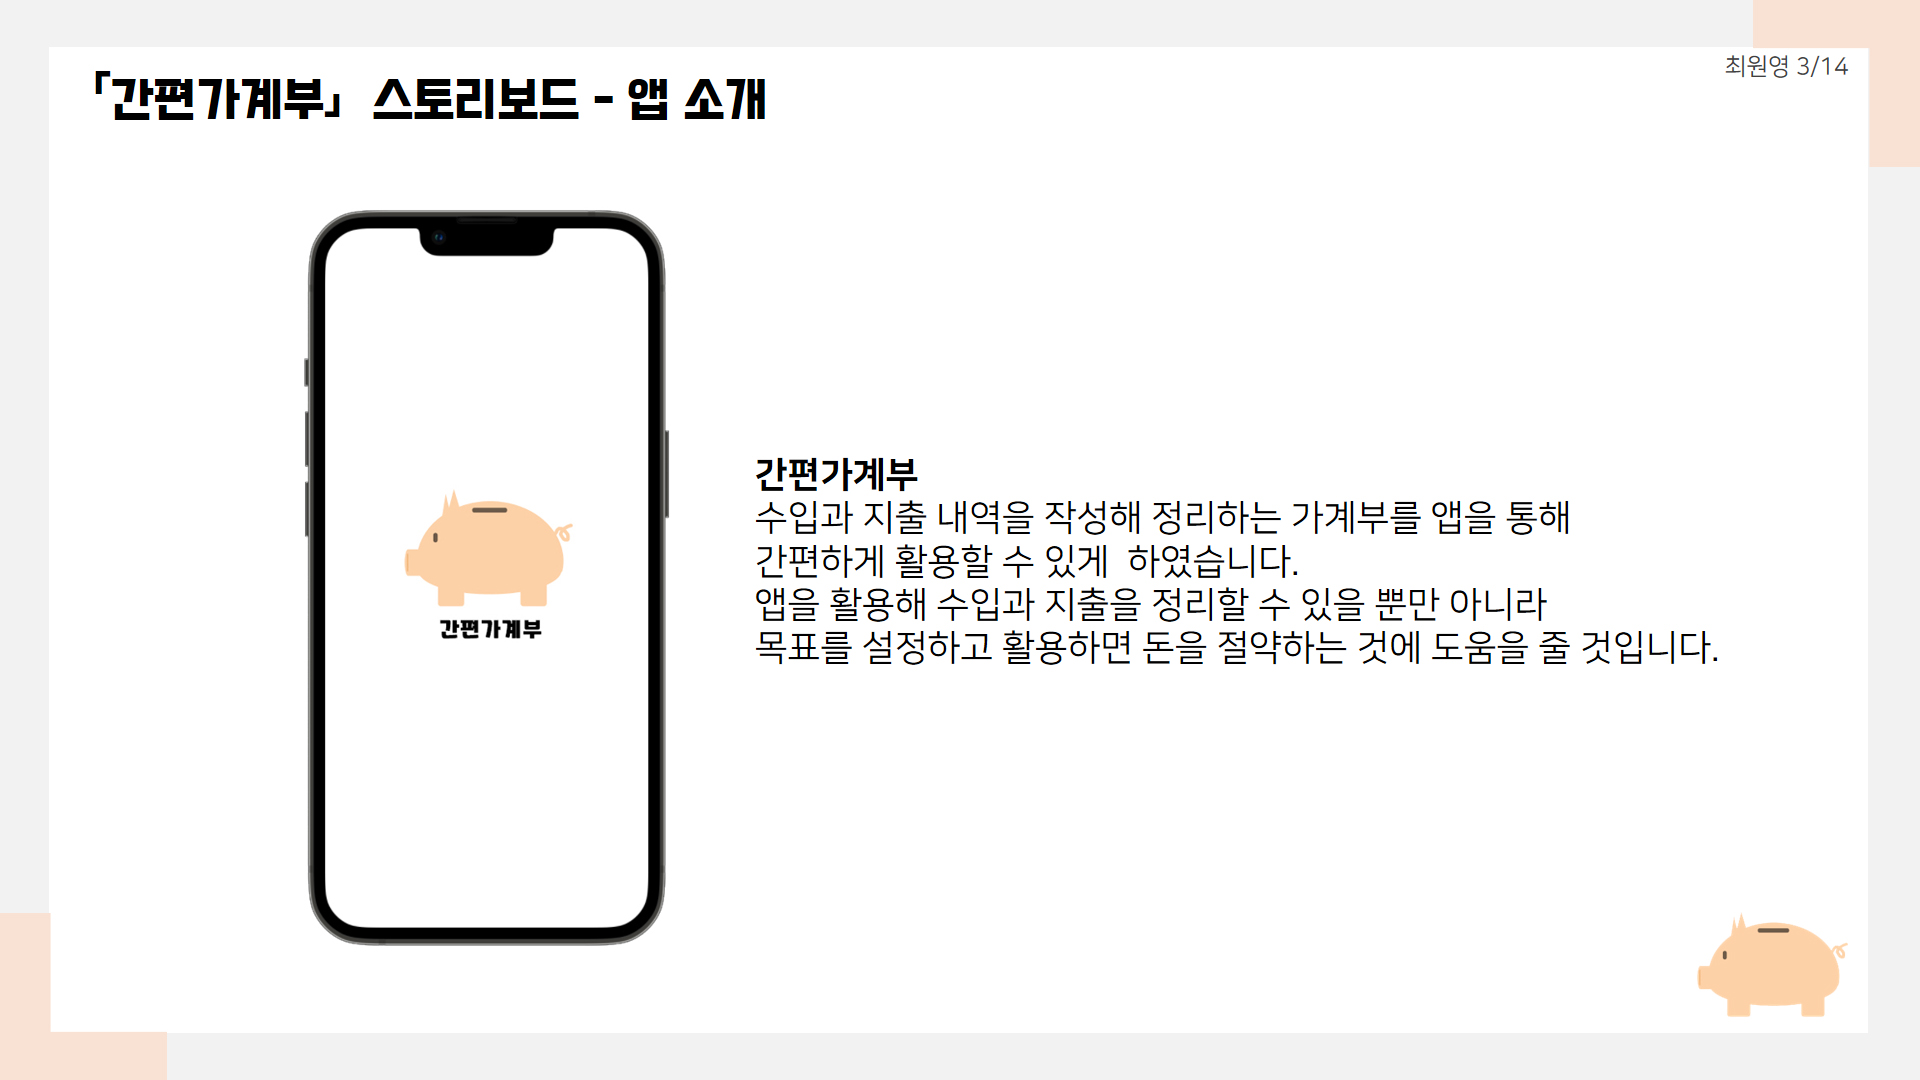 최원영 3/14
「간편가계부」 스토리보드 - 앱 소개
간편가계부
간편가계부
수입과 지출 내역을 작성해 정리하는 가계부를 앱을 통해
간편하게 활용할 수 있게  하였습니다.
앱을 활용해 수입과 지출을 정리할 수 있을 뿐만 아니라
목표를 설정하고 활용하면 돈을 절약하는 것에 도움을 줄 것입니다.